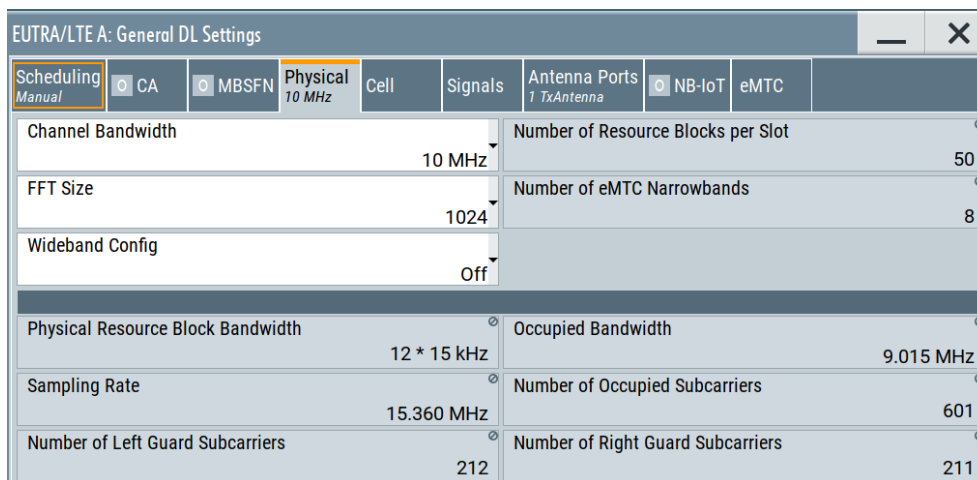 EUTRA/LTE A: General DL Settings
Scheduling
Manual
O CA
O MBSFN
Physical
10 MHz
Cell
Signals
Antenna Ports
1 TxAntenna
O NB-IoT
eMTC
Channel Bandwidth
10 MHz
Number of Resource Blocks per Slot
50
FFT Size
1024
Number of eMTC Narrowbands
8
Wideband Config
Off
Physical Resource Block Bandwidth
12 * 15 kHz
Occupied Bandwidth
9.015 MHz
Sampling Rate
15.360 MHz
Number of Occupied Subcarriers
601
Number of Left Guard Subcarriers
212
Number of Right Guard Subcarriers
211